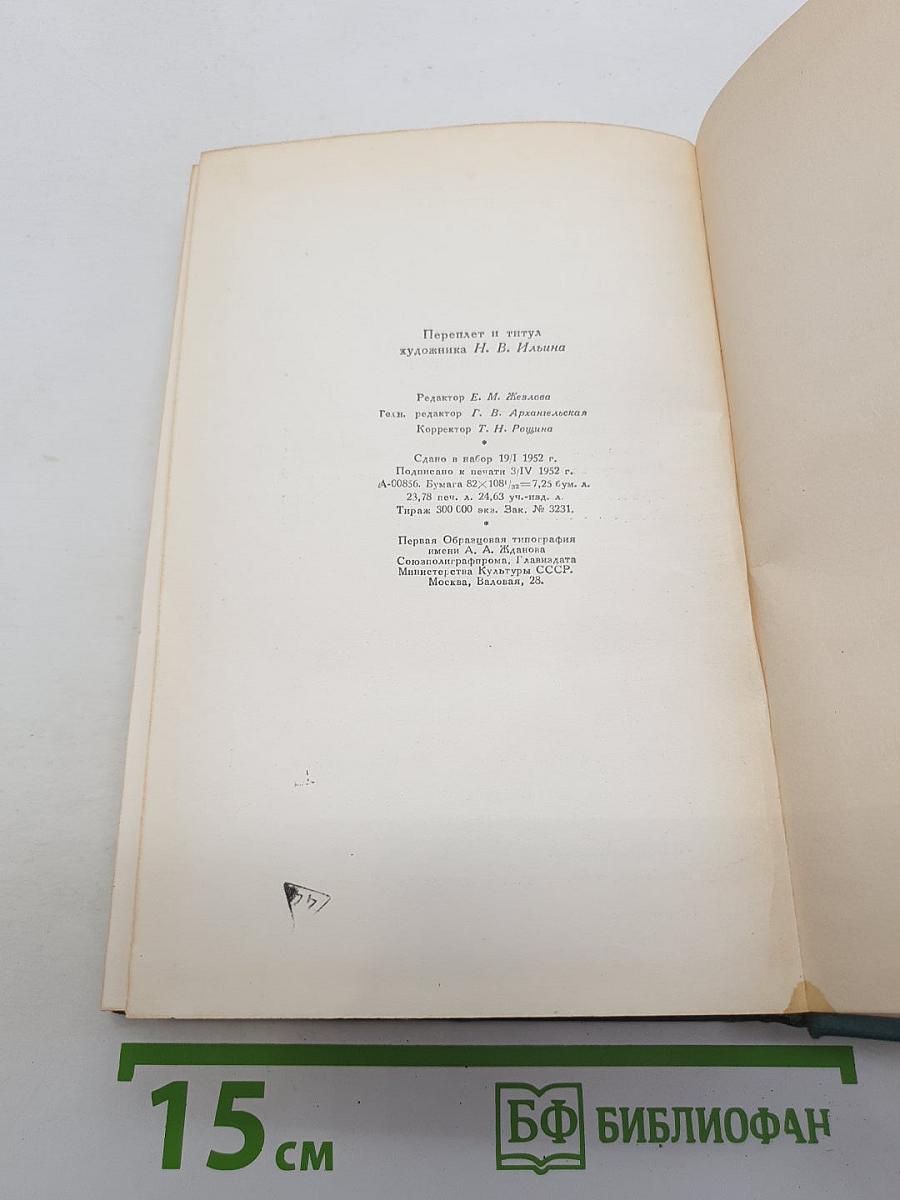 Переплет и титул
художника Н. В. Ильина
Редактор Е. М. Жезлова
Техн. редактор Г. В. Архангельская
Корректор Т. Н. Рощина
*
Сдано в набор 19/I 1952 г.
Подписано к печати 3/IV 1952 г.
А-00856. Бумага 82×108¹/₃₂=7,25 бум. л.
23,78 печ. л. 24,63 уч.-изд. л.
Тираж 300 000 экз. Зак. № 3231.
*
Первая Образцовая типография
имени А. А. Жданова
Союзполиграфпрома, Главиздата
Министерства Культуры СССР.
Москва, Валовая, 28.
15 см
БФ БИБЛИОФАН